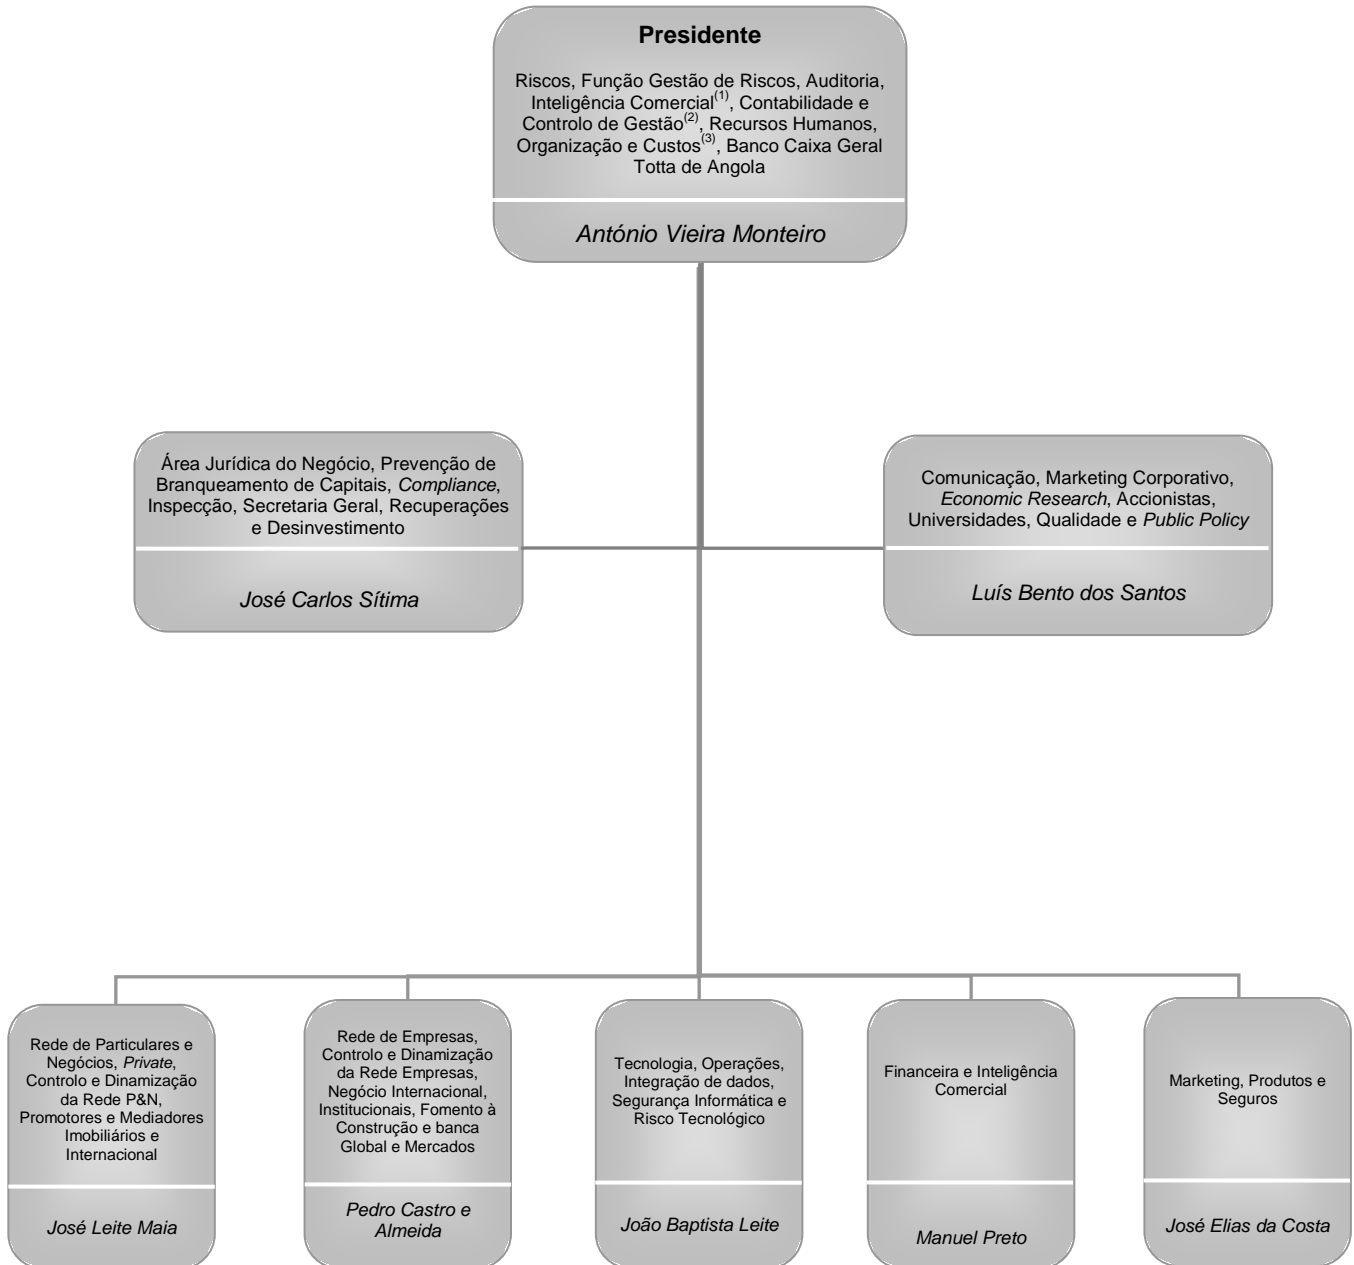 Presidente
Riscos, Função Gestão de Riscos, Auditoria,
Inteligência Comercial(1), Contabilidade e
Controlo de Gestão(2), Recursos Humanos,
Organização e Custos(3), Banco Caixa Geral
Totta de Angola
António Vieira Monteiro
Área Jurídica do Negócio, Prevenção de
Branqueamento de Capitais, Compliance,
Inspecção, Secretaria Geral, Recuperações
e Desinvestimento
José Carlos Sítima
Comunicação, Marketing Corporativo,
Economic Research, Accionistas,
Universidades, Qualidade e Public Policy
Luís Bento dos Santos
Rede de Particulares e
Negócios, Private,
Controlo e Dinamização
da Rede P&N,
Promotores e Mediadores
Imobiliários e
Internacional
José Leite Maia
Rede de Empresas,
Controlo e Dinamização
da Rede Empresas,
Negócio Internacional,
Institucionais, Fomento à
Construção e banca
Global e Mercados
Pedro Castro e
Almeida
Tecnologia, Operações,
Integração de dados,
Segurança Informática e
Risco Tecnológico
João Baptista Leite
Financeira e Inteligência
Comercial
Manuel Preto
Marketing, Produtos e
Seguros
José Elias da Costa